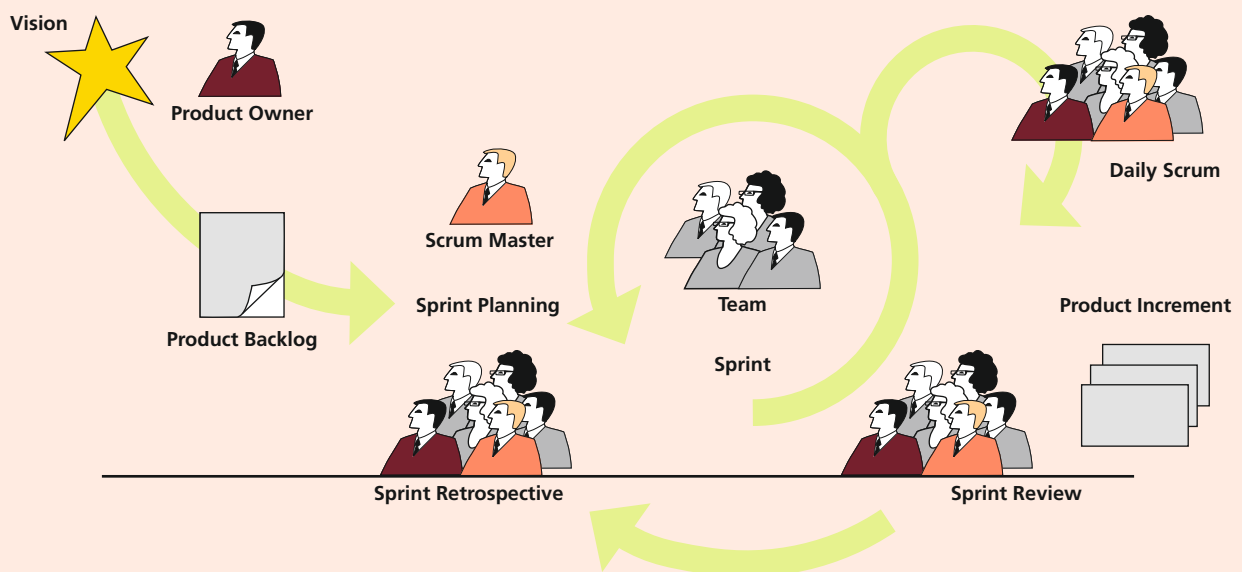 Vision
Product Owner
Daily Scrum
Scrum Master
Sprint Planning
Team
Product Increment
Product Backlog
Sprint
Sprint Retrospective
Sprint Review